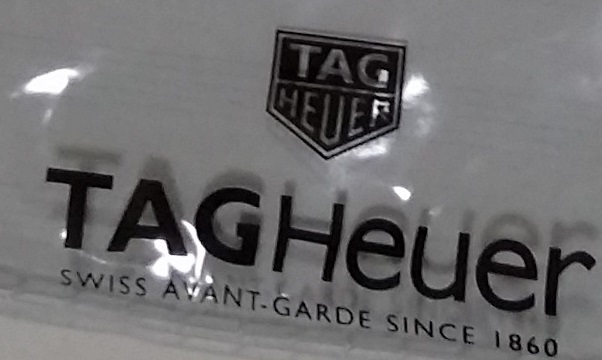 TAG
HEUER
TAGHeuer
SWISS AVANT-GARDE SINCE 1860